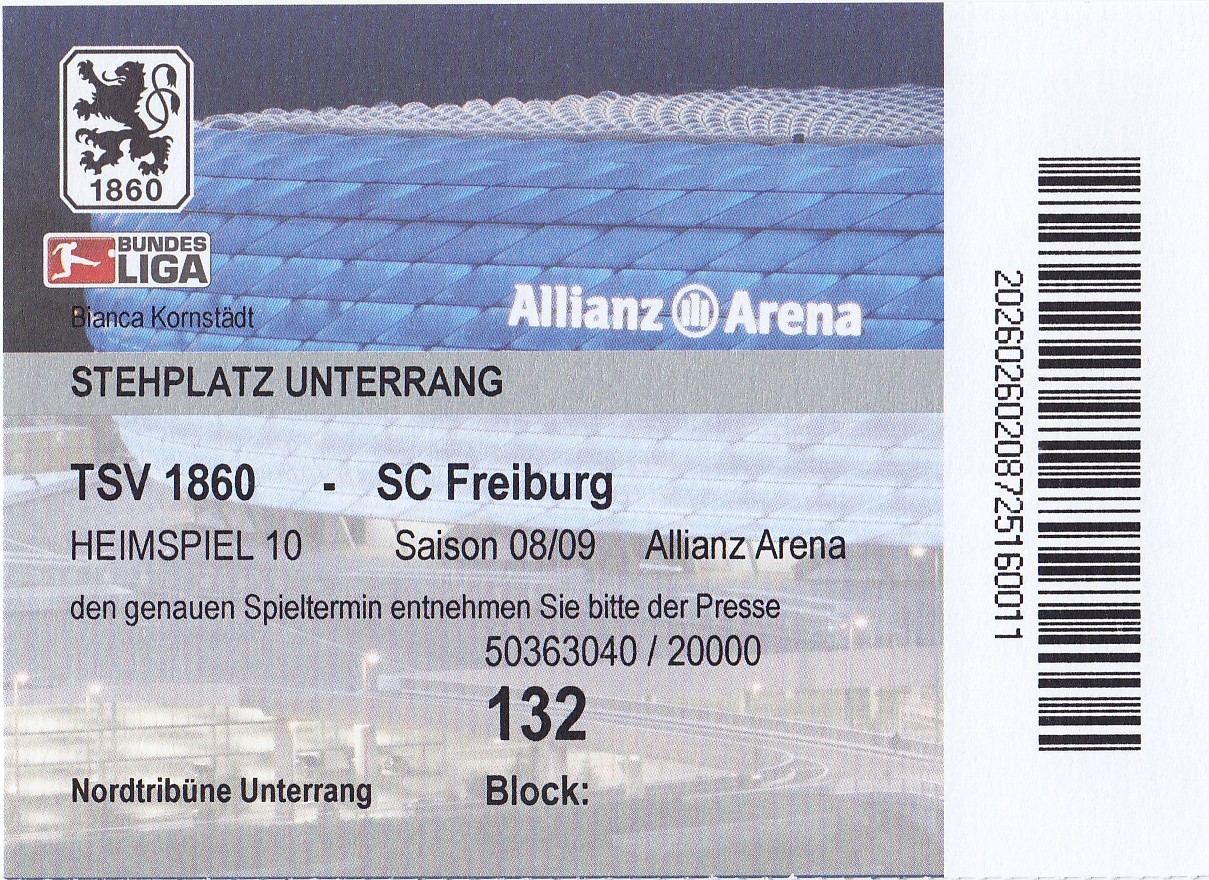 1860
BUNDES
LIGA
Bianca Kornstädt
Allianz Arena
STEHPLATZ UNTERRANG
TSV 1860 - SC Freiburg
HEIMSPIEL 10 Saison 08/09 Allianz Arena
den genauen Spieltermin entnehmen Sie bitte der Presse
50363040 / 20000
132
Nordtribüne Unterrang Block:
20260260208725160011